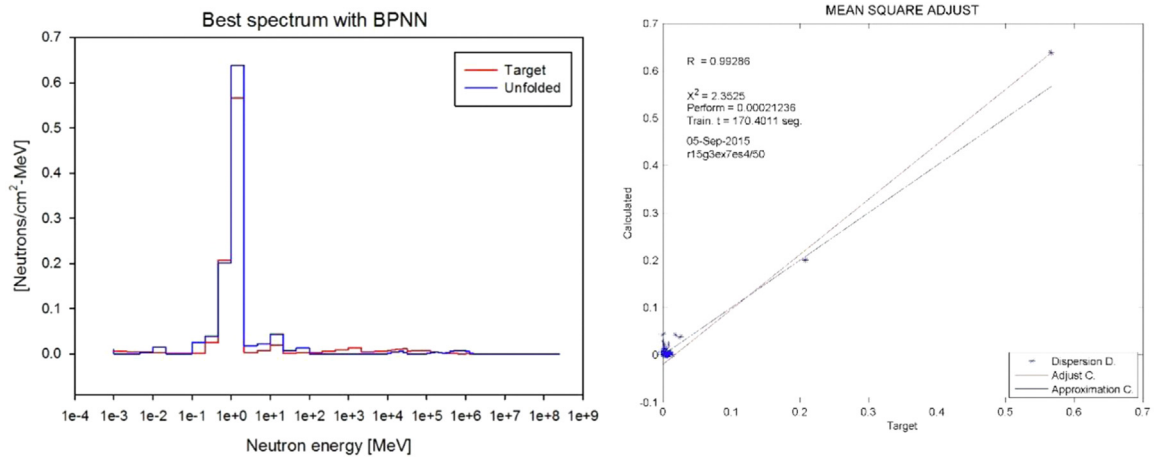 Best spectrum with BPNN
0.7
0.6
0.5
0.4
0.3
0.2
0.1
0.0
[Neutrons/cm²-MeV]
Target
Unfolded
1e-4 1e-3 1e-2 1e-1 1e+0 1e+1 1e+2 1e+3 1e+4 1e+5 1e+6 1e+7 1e+8 1e+9
Neutron energy [MeV]
MEAN SQUARE ADJUST
0.7
0.6
0.5
0.4
0.3
0.2
0.1
0
-0.1
Calculated
R = 0.99286
X² = 2.3525
Perform = 0.00021236
Train. t = 170.4011 seg.
05-Sep-2015
r15g3ex7es4/50
Dispersion D.
Adjust C.
Approximation C.
0 0.1 0.2 0.3 0.4 0.5 0.6 0.7
Target